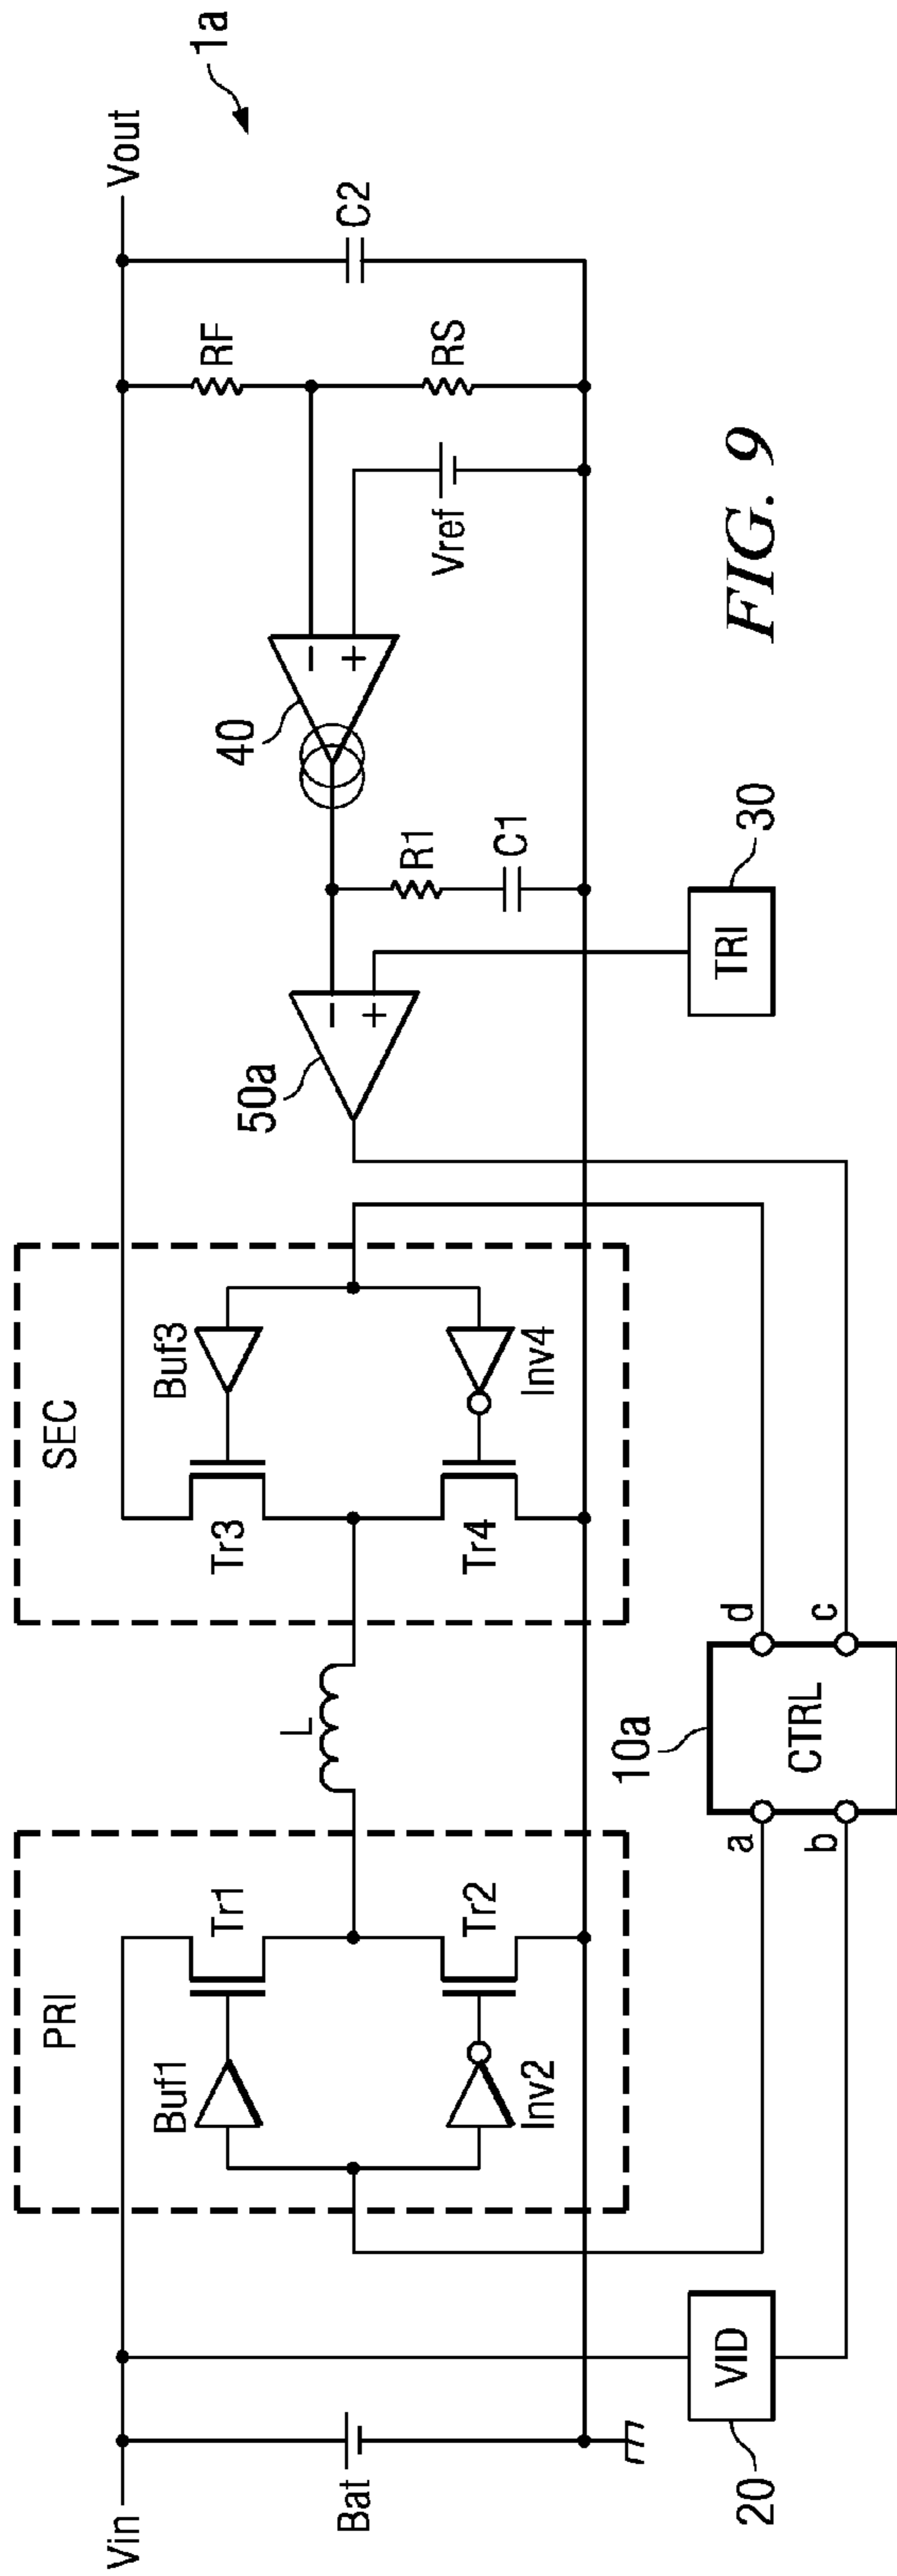 1a
Vin
Vout
PRI
SEC
Buf1
Tr1
Tr3
Buf3
RF
C2
Bat
L
50a
40
−
+
−
+
R1
C1
Vref
RS
Inv2
Tr2
Tr4
Inv4
20
VID
a
b
10a
CTRL
d
c
TRI
30
FIG. 9